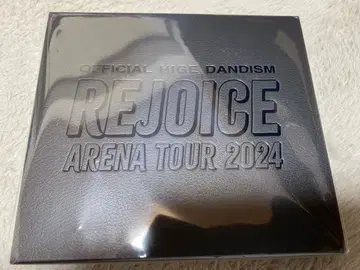 OFFICIAL HIGE DANDISM
REJOICE
ARENA TOUR 2024